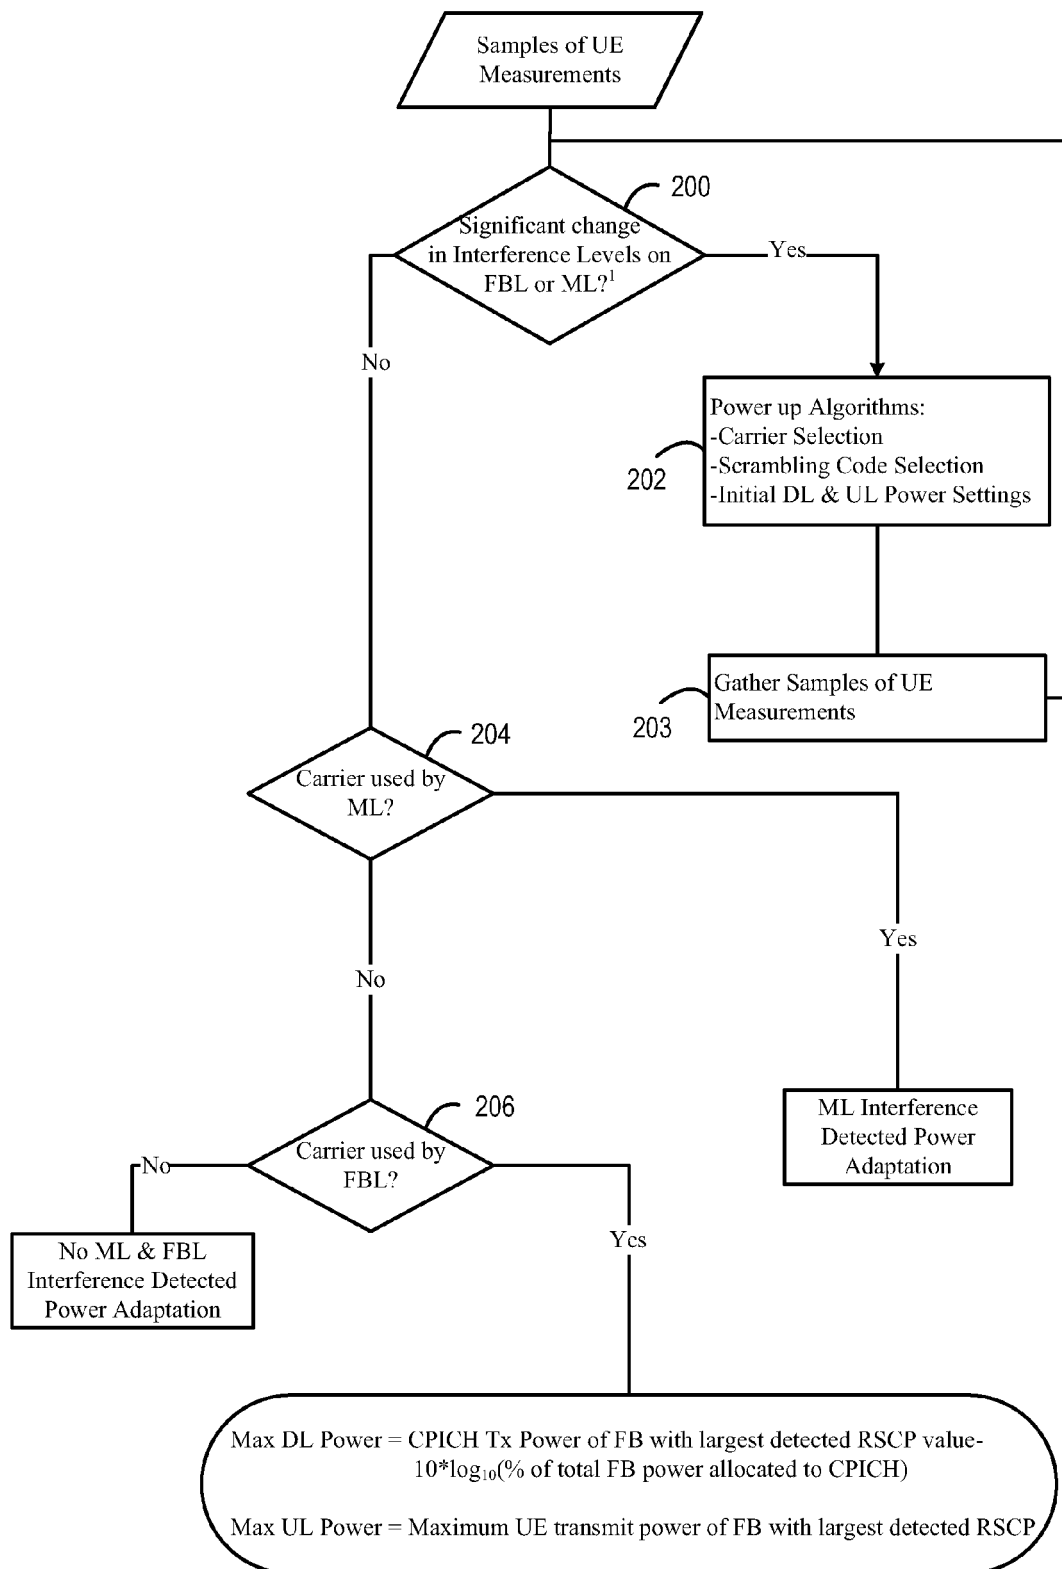 Samples of UE
Measurements
200
Significant change
in Interference Levels on
FBL or ML?¹
Yes
No
Power up Algorithms:
-Carrier Selection
-Scrambling Code Selection
-Initial DL & UL Power Settings
202
Gather Samples of UE
Measurements
203
204
Carrier used by
ML?
Yes
No
206
Carrier used by
FBL?
ML Interference
Detected Power
Adaptation
No
Yes
No ML & FBL
Interference Detected
Power Adaptation
Max DL Power = CPICH Tx Power of FB with largest detected RSCP value-
10*log₁₀(% of total FB power allocated to CPICH)
Max UL Power = Maximum UE transmit power of FB with largest detected RSCP